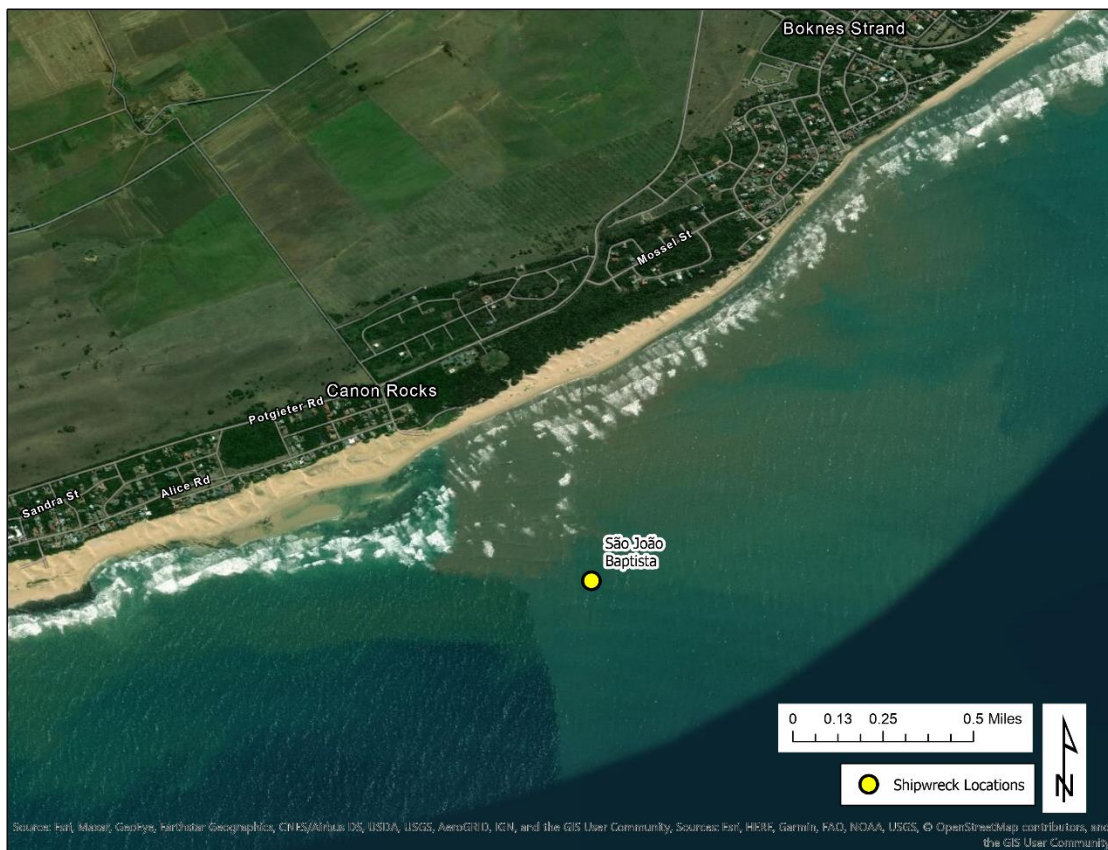 Boknes Strand
Mossel St
Canon Rocks
Potgieter Rd
Alice Rd
Sandra St
São João
Baptista
0 0.13 0.25 0.5 Miles
Shipwreck Locations
N
Source: Esri, Maxar, GeoEye, Earthstar Geographics, CNES/Airbus DS, USDA, USGS, AeroGRID, IGN, and the GIS User Community, Sources: Esri, HERE, Garmin, FAO, NOAA, USGS, © OpenStreetMap contributors, and
the GIS User Community